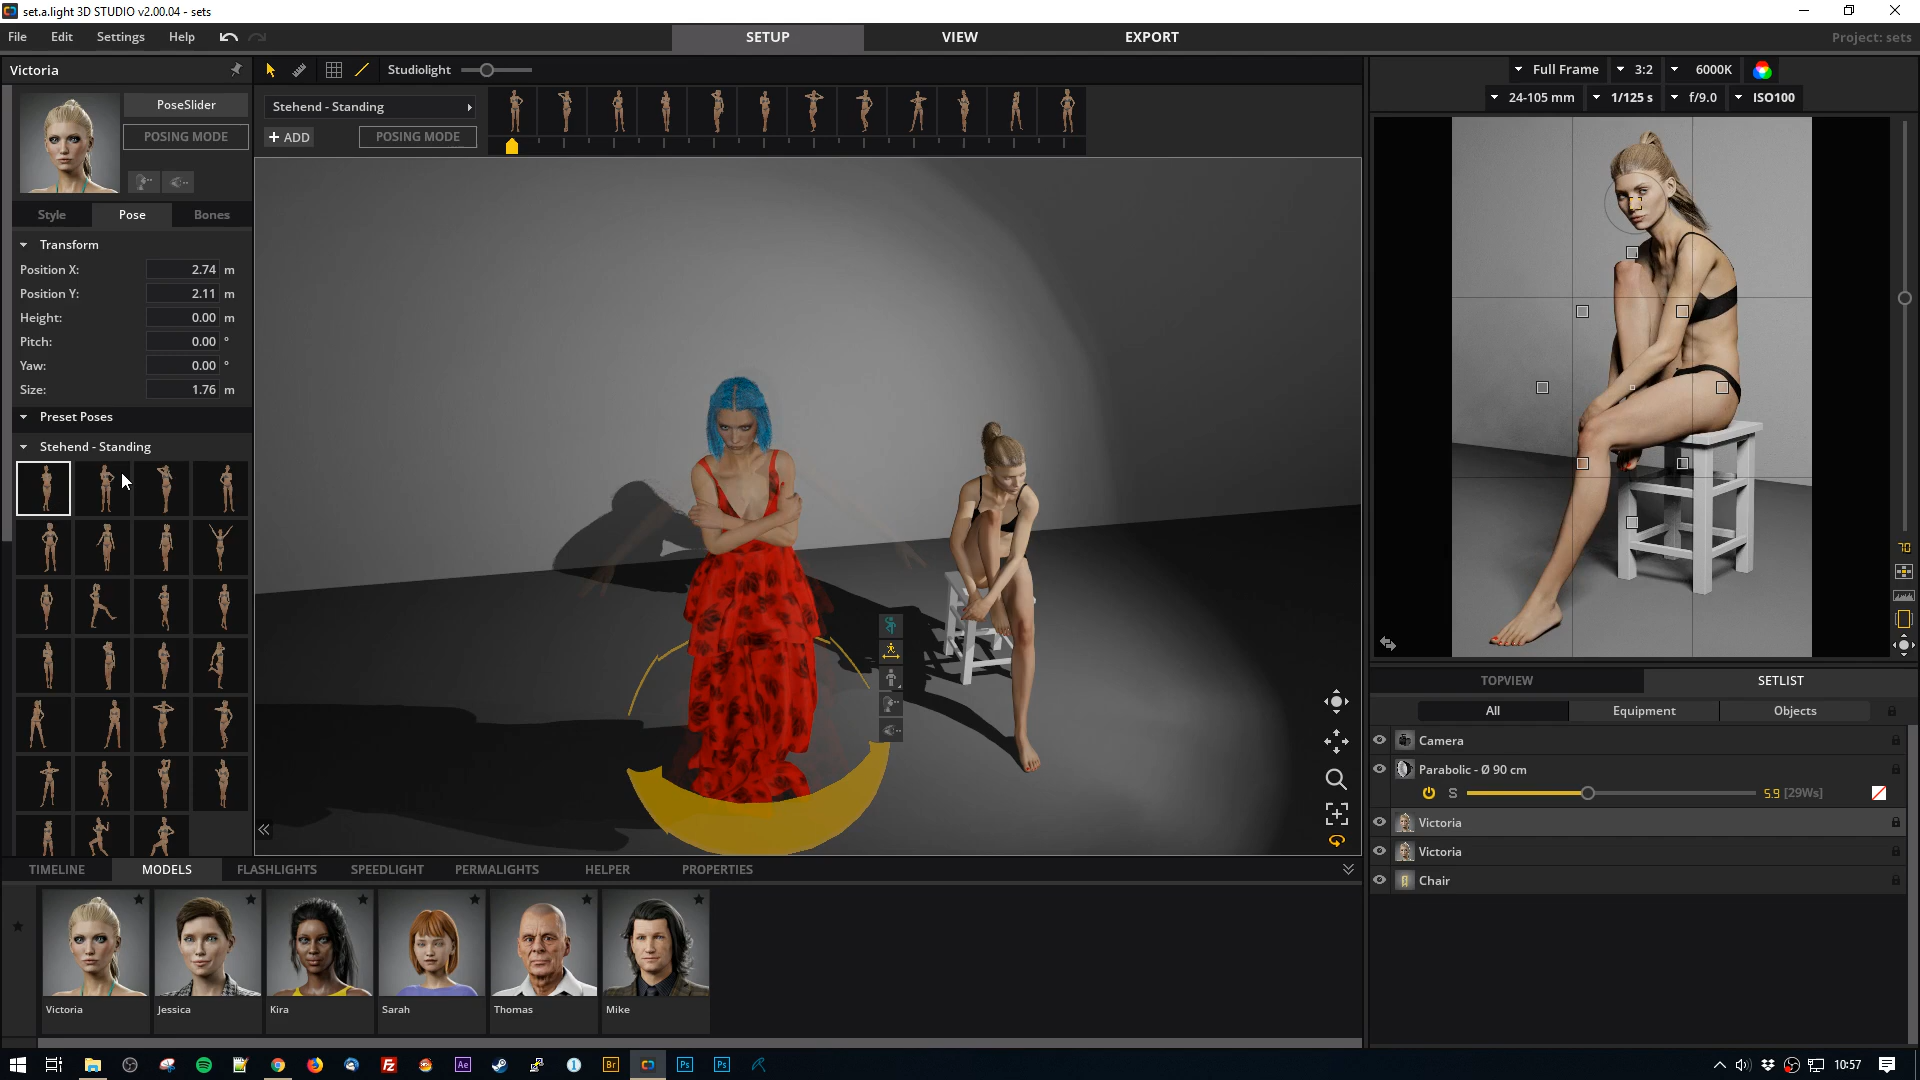 set.a.light 3D STUDIO v2.00.04 - sets
File Edit Settings Help
SETUP VIEW EXPORT
Project: sets
Victoria
Studiolight
Full Frame 3:2 6000K
24-105 mm 1/125 s f/9.0 ISO100
PoseSlider
POSING MODE
Stehend - Standing
+ ADD POSING MODE
Style Pose Bones
Transform
Position X: 2.74 m
Position Y: 2.11 m
Height: 0.00 m
Pitch: 0.00 °
Yaw: 0.00 °
Size: 1.76 m
Preset Poses
Stehend - Standing
70
TOPVIEW SETLIST
All Equipment Objects
Camera
Parabolic - Ø 90 cm
S 5.9 [29Ws]
Victoria
Victoria
Chair
TIMELINE MODELS FLASHLIGHTS SPEEDLIGHT PERMALIGHTS HELPER PROPERTIES
Victoria Jessica Kira Sarah Thomas Mike
Ae Br Ps Ps
10:57